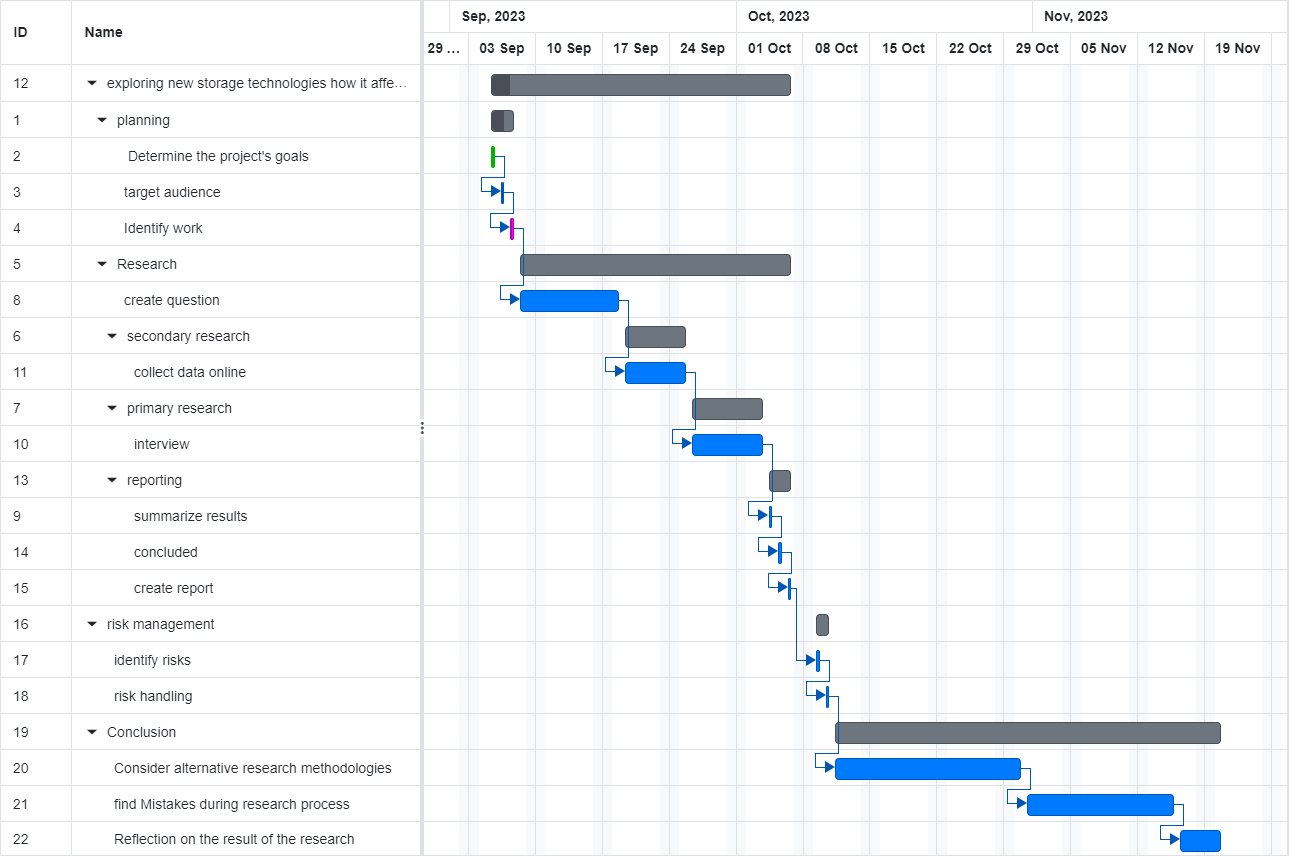 ID Name Sep, 2023 Oct, 2023 Nov, 2023
29 ... 03 Sep 10 Sep 17 Sep 24 Sep 01 Oct 08 Oct 15 Oct 22 Oct 29 Oct 05 Nov 12 Nov 19 Nov
12 exploring new storage technologies how it affe...
1 planning
2 Determine the project's goals
3 target audience
4 Identify work
5 Research
8 create question
6 secondary research
11 collect data online
7 primary research
10 interview
13 reporting
9 summarize results
14 concluded
15 create report
16 risk management
17 identify risks
18 risk handling
19 Conclusion
20 Consider alternative research methodologies
21 find Mistakes during research process
22 Reflection on the result of the research